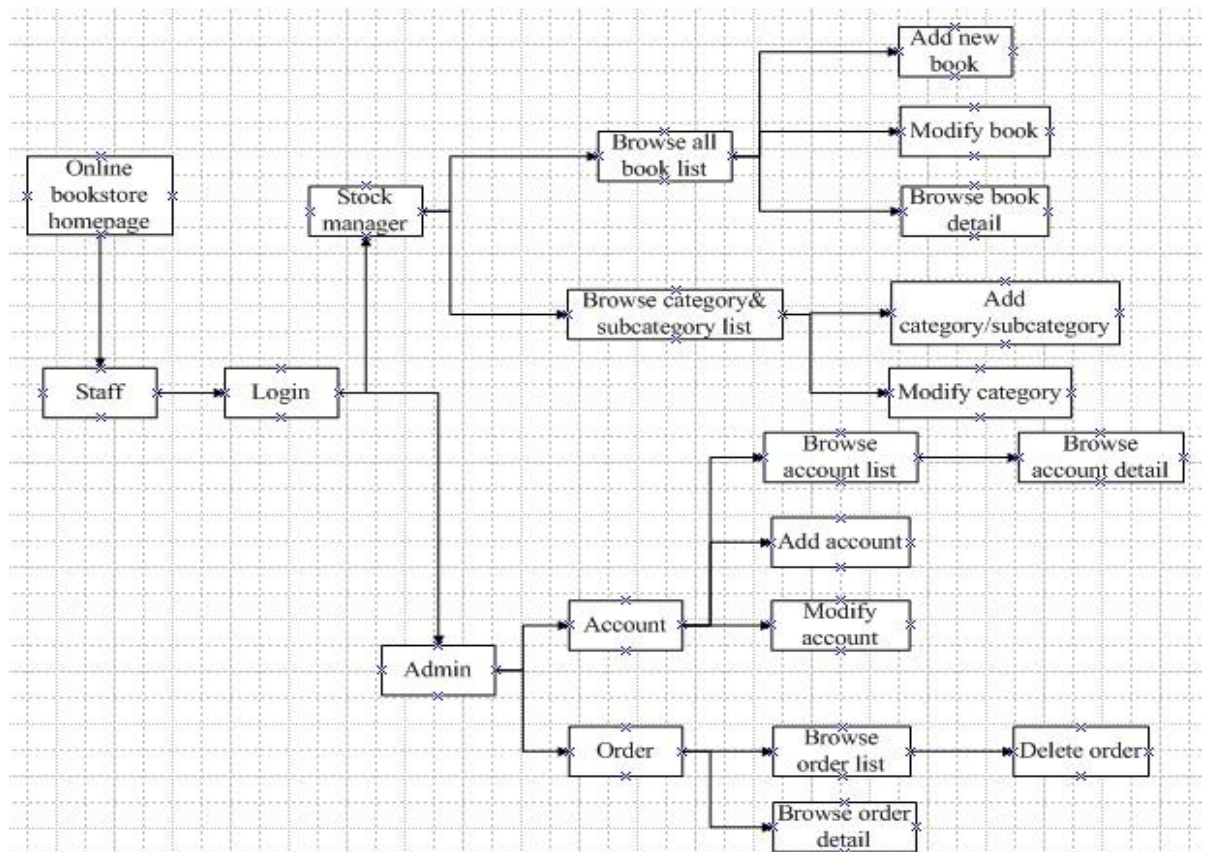 Online
bookstore
homepage
Staff
Login
Stock
manager
Browse all
book list
Add new
book
Modify book
Browse book
detail
Browse category&
subcategory list
Add
category/subcategory
Modify category
Admin
Account
Browse
account list
Browse
account detail
Add account
Modify
account
Order
Browse
order list
Delete order
Browse order
detail